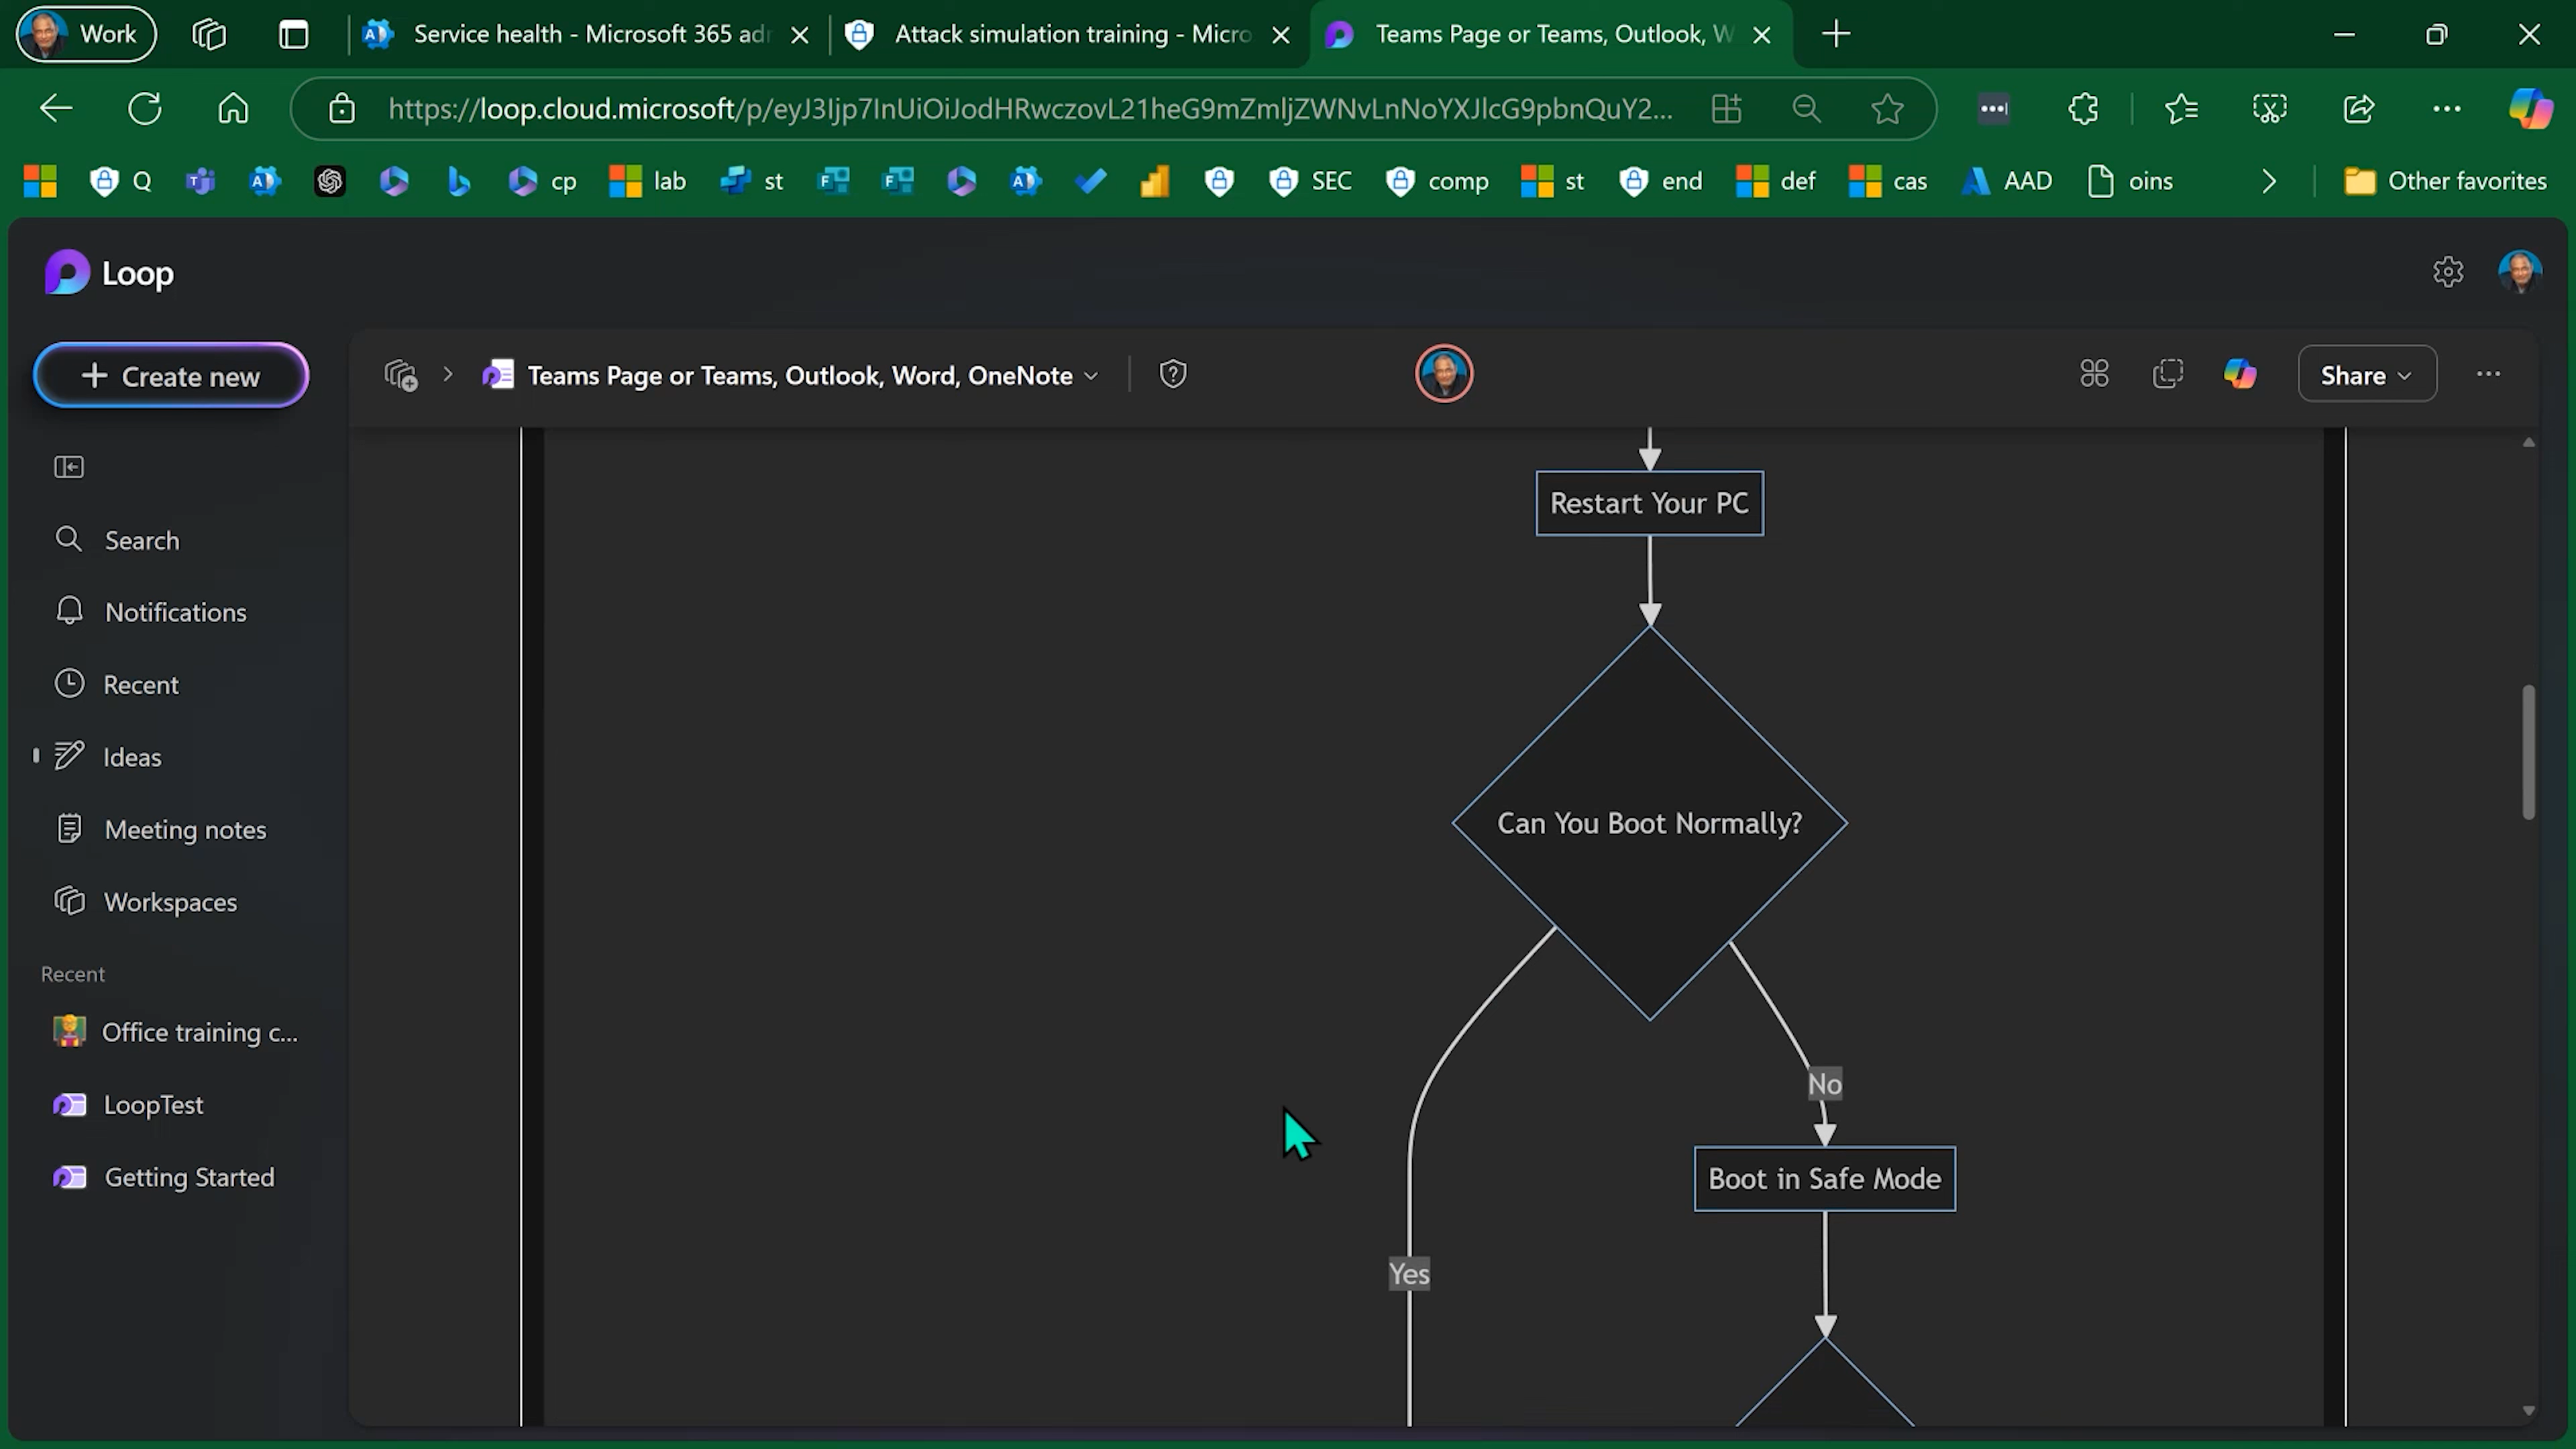 Work
Service health - Microsoft 365 adr
Attack simulation training - Micro
Teams Page or Teams, Outlook, W
https://loop.cloud.microsoft/p/eyJ3Ijp7InUiOiJodHRwczovL21heG9mZmljZWNvLnNoYXJlcG9pbnQuY2...
Q
cp
lab
st
SEC
comp
st
end
def
cas
AAD
oins
Other favorites
Loop
+ Create new
Teams Page or Teams, Outlook, Word, OneNote
Share
Search
Notifications
Recent
Ideas
Meeting notes
Workspaces
Recent
Office training c...
LoopTest
Getting Started
Restart Your PC
Can You Boot Normally?
No
Boot in Safe Mode
Yes